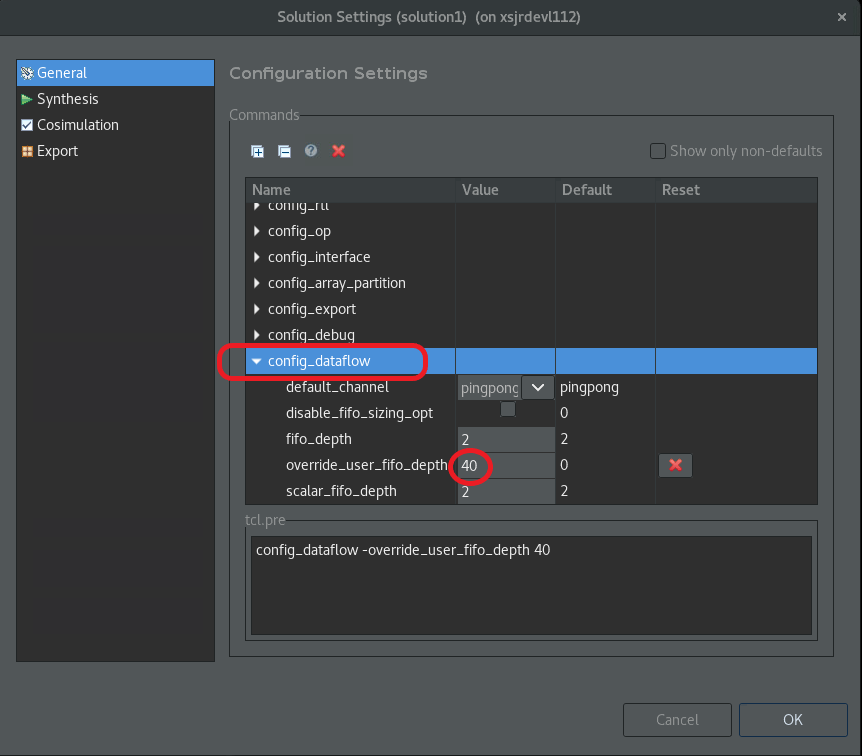 Solution Settings (solution1) (on xsjrdevl112)
General
Synthesis
Cosimulation
Export
Configuration Settings
Commands
Show only non-defaults
Name Value Default Reset
config_rtl
config_op
config_interface
config_array_partition
config_export
config_debug
config_dataflow
default_channel pingpong pingpong
disable_fifo_sizing_opt 0
fifo_depth 2 2
override_user_fifo_depth 40 0
scalar_fifo_depth 2 2
tcl.pre
config_dataflow -override_user_fifo_depth 40
Cancel OK